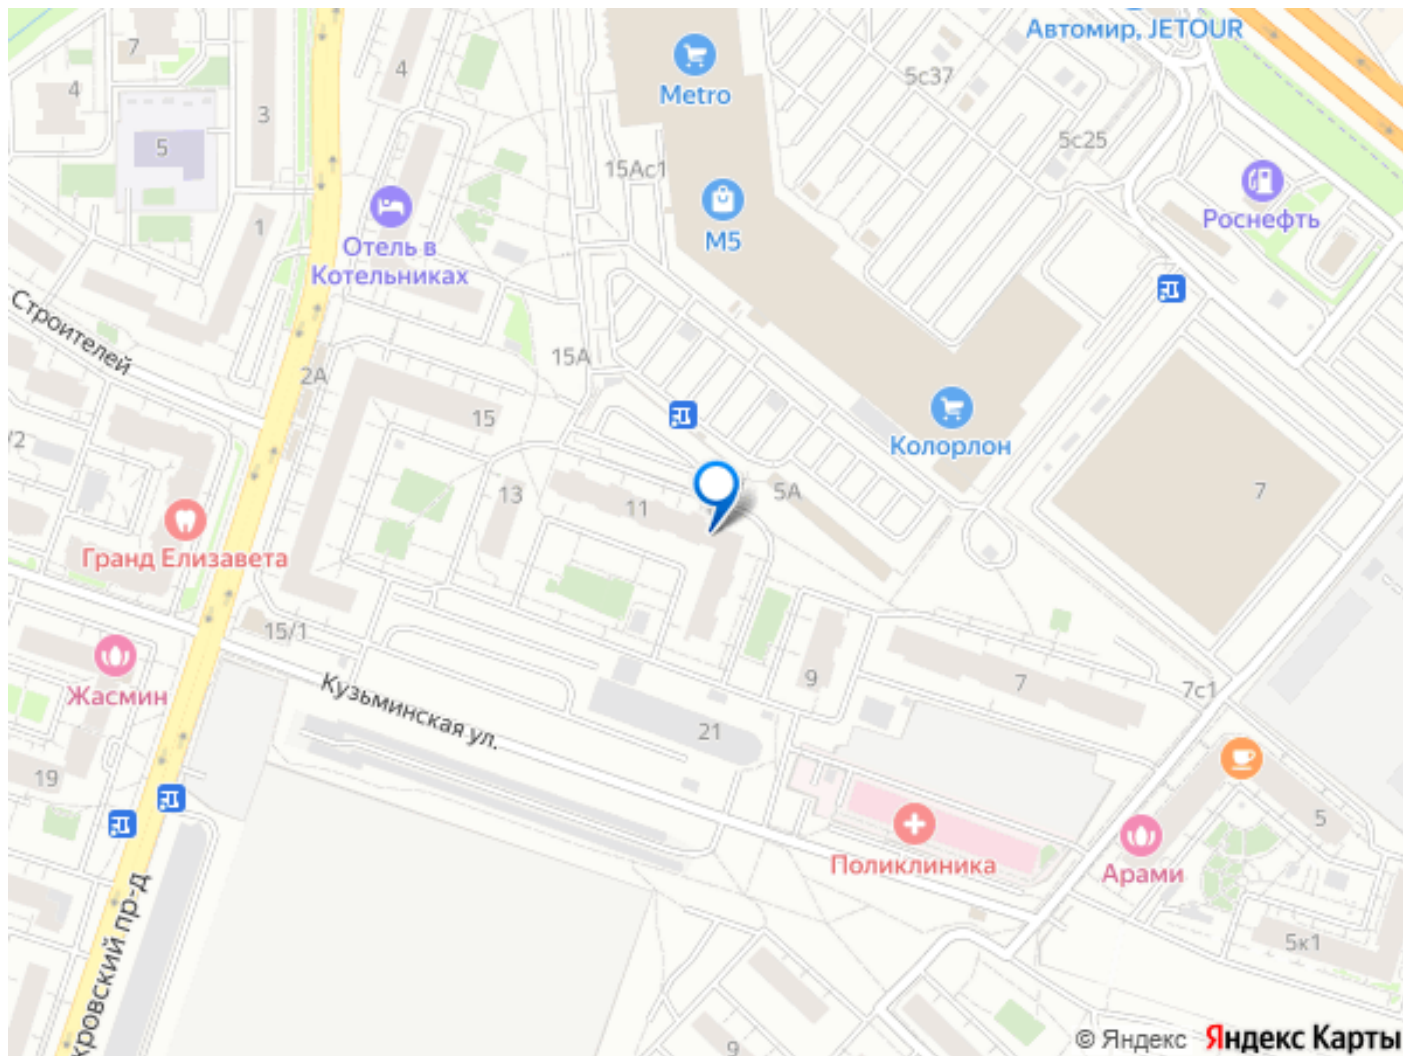 Автомир, JETOUR
7
4
Metro
5с37
4
3
5с25
5
15Ас1
Роснефть
М5
1
Отель в
Котельниках
Строителей
15А
2А
15
Колорлон
/2
5А
7
13
11
Гранд Елизавета
15/1
Жасмин
9
7
7с1
Кузьминская ул.
21
19
5
Поликлиника
Арами
5к1
кровский пр-д
9
© Яндекс Яндекс Карты